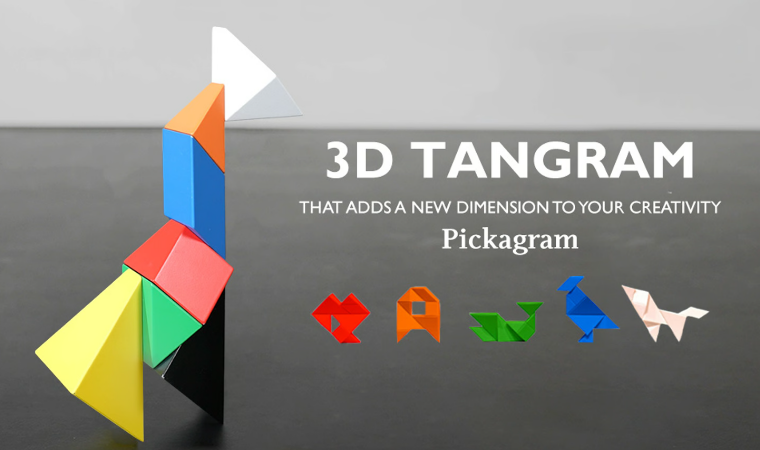 3D TANGRAM
THAT ADDS A NEW DIMENSION TO YOUR CREATIVITY
Pickagram